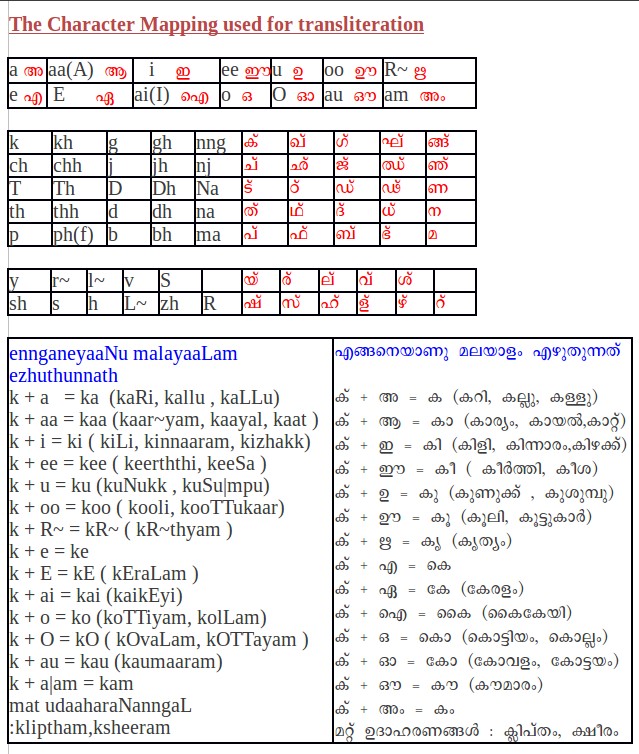 The Character Mapping used for transliteration
a അ aa(A) ആ i ഇ ee ഈ u ഉ oo ഊ R~ ഋ
e എ E ഏ ai(I) ഐ o ഒ O ഓ au ഔ am അം
k kh g gh nng ക് ഖ് ഗ് ഘ് ങ്ങ്
ch chh j jh nj ച് ഛ് ജ് ഝ് ഞ്
T Th D Dh Na ട് ഠ് ഡ് ഢ് ണ
th thh d dh na ത് ഥ് ദ് ധ് ന
p ph(f) b bh ma പ് ഫ് ബ് ഭ് മ
y r~ l~ v S യ് ര് ല് വ് ശ്
sh s h L~ zh R ഷ് സ് ഹ് ള് ഴ് റ്
ennganeyaaNu malayaaLam എങ്ങനെയാണു മലയാളം എഴുതുന്നത്
ezhuthunnath
k + a = ka (kaRi, kallu , kaLLu) ക് + അ = ക (കറി, കല്ലു, കള്ളു)
k + aa = kaa (kaar~yam, kaayal, kaat ) ക് + ആ = കാ (കാര്യം, കായൽ,കാറ്റ്)
k + i = ki ( kiLi, kinnaaram, kizhakk) ക് + ഇ = കി (കിളി, കിന്നാരം,കിഴക്ക്)
k + ee = kee ( keerththi, keeSa ) ക് + ഈ = കീ ( കീർത്തി, കീശ)
k + u = ku (kuNukk , kuSu|mpu) ക് + ഉ = കു (കുണുക്ക് , കുശുമ്പു)
k + oo = koo ( kooli, kooTTukaar) ക് + ഊ = കൂ (കൂലി, കൂട്ടുകാർ)
k + R~ = kR~ ( kR~thyam ) ക് + ഋ = കൃ (കൃത്യം)
k + e = ke ക് + എ = കെ
k + E = kE ( kEraLam ) ക് + ഏ = കേ (കേരളം)
k + ai = kai (kaikEyi) ക് + ഐ = കൈ (കൈകേയി)
k + o = ko (koTTiyam, kolLam) ക് + ഒ = കൊ (കൊട്ടിയം, കൊല്ലം)
k + O = kO ( kOvaLam, kOTTayam ) ക് + ഓ = കോ (കോവളം, കോട്ടയം)
k + au = kau (kaumaaram) ക് + ഔ = കൗ (കൗമാരം)
k + a|am = kam ക് + അം = കം
mat udaaharaNanngaL മറ്റ് ഉദാഹരണങ്ങൾ : ക്ലിപ്തം, ക്ഷീരം
:kliptham,ksheeram